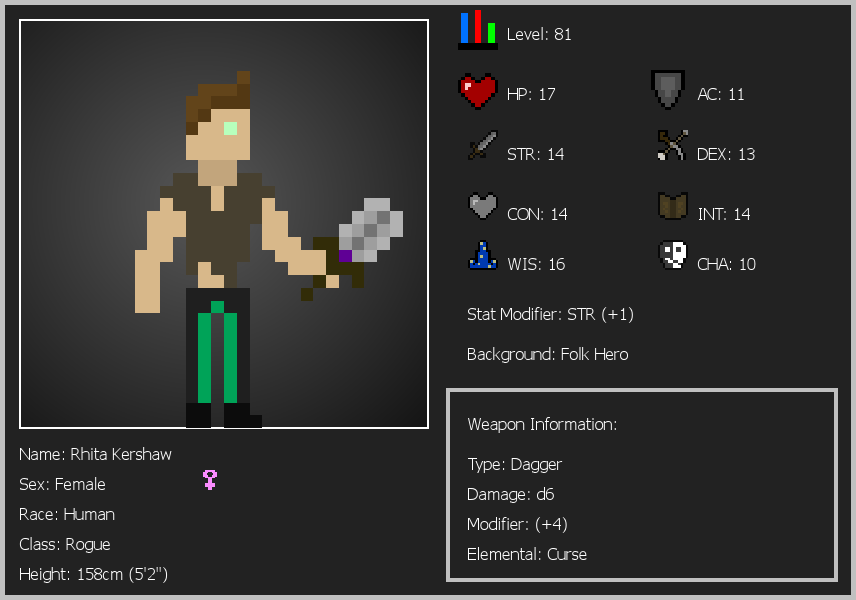 Level: 81
HP: 17
AC: 11
STR: 14
DEX: 13
CON: 14
INT: 14
WIS: 16
CHA: 10
Stat Modifier: STR (+1)
Background: Folk Hero
Weapon Information:
Type: Dagger
Damage: d6
Modifier: (+4)
Elemental: Curse
Name: Rhita Kershaw
Sex: Female
Race: Human
Class: Rogue
Height: 158cm (5'2")